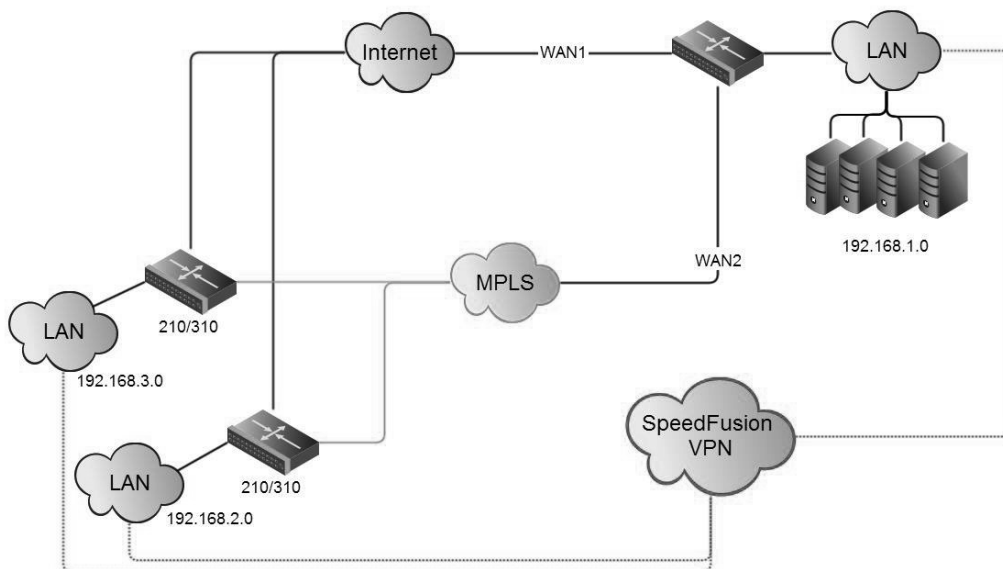 Internet
WAN1
LAN
192.168.1.0
WAN2
MPLS
210/310
LAN
192.168.3.0
SpeedFusion
VPN
LAN
210/310
192.168.2.0